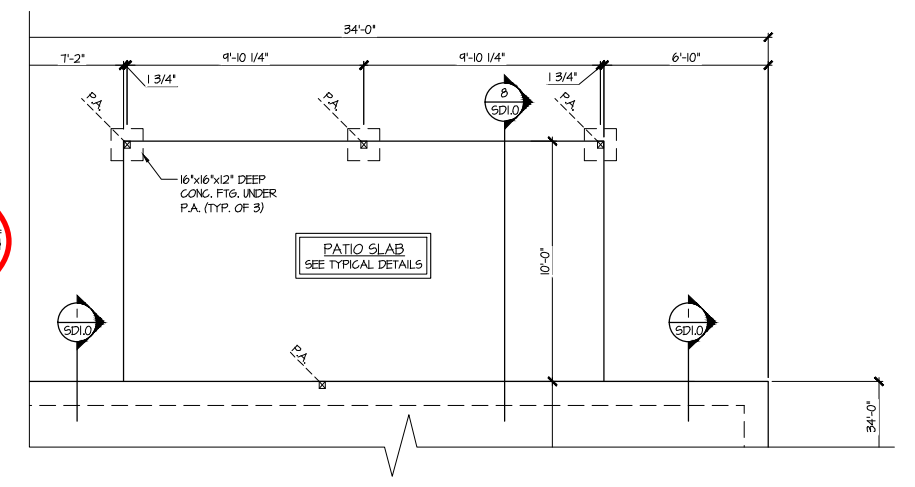 34'-0"
7'-2"
9'-10 1/4"
9'-10 1/4"
6'-10"
1 3/4"
1 3/4"
P.A.
P.A.
8
SD1.0
P.A.
16"x16"x12" DEEP
CONC. FTG. UNDER
P.A. (TYP. OF 3)
PATIO SLAB
SEE TYPICAL DETAILS
10'-0"
1
SD1.0
1
SD1.0
P.A.
34'-0"